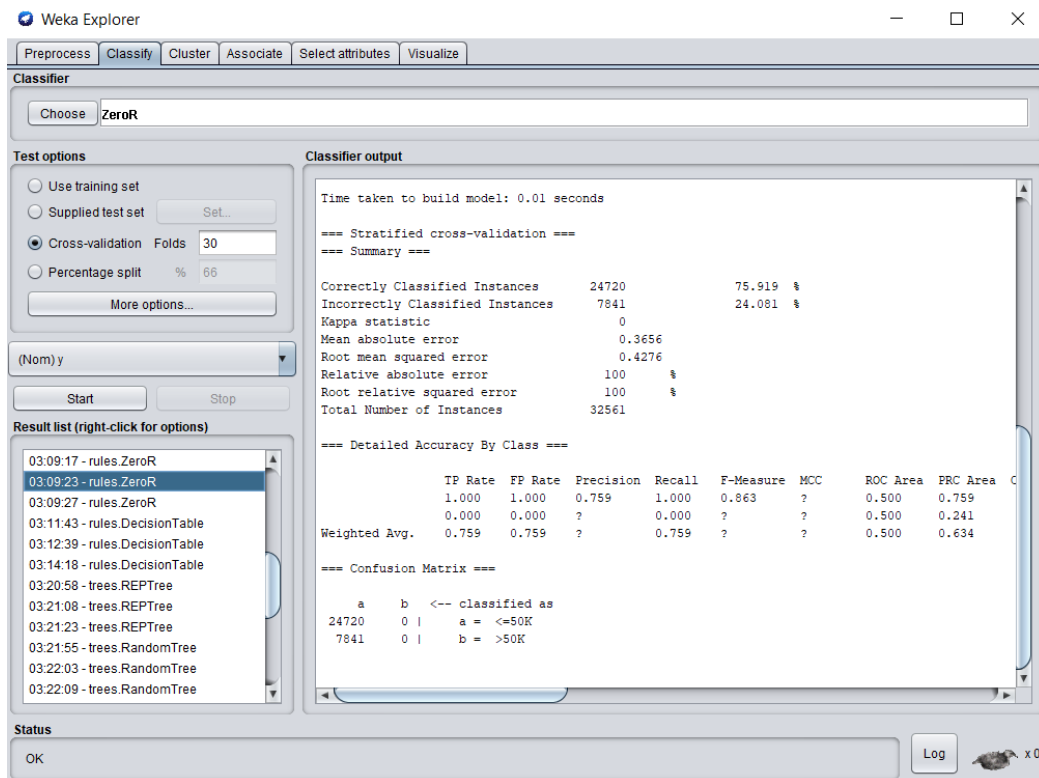 Weka Explorer
Preprocess Classify Cluster Associate Select attributes Visualize
Classifier
Choose ZeroR
Test options
Use training set
Supplied test set Set...
Cross-validation Folds 30
Percentage split % 66
More options...
(Nom) y
Start Stop
Result list (right-click for options)
03:09:17 - rules.ZeroR
03:09:23 - rules.ZeroR
03:09:27 - rules.ZeroR
03:11:43 - rules.DecisionTable
03:12:39 - rules.DecisionTable
03:14:18 - rules.DecisionTable
03:20:58 - trees.REPTree
03:21:08 - trees.REPTree
03:21:23 - trees.REPTree
03:21:55 - trees.RandomTree
03:22:03 - trees.RandomTree
03:22:09 - trees.RandomTree
Classifier output
Time taken to build model: 0.01 seconds
=== Stratified cross-validation ===
=== Summary ===
Correctly Classified Instances 24720 75.919 %
Incorrectly Classified Instances 7841 24.081 %
Kappa statistic 0
Mean absolute error 0.3656
Root mean squared error 0.4276
Relative absolute error 100 %
Root relative squared error 100 %
Total Number of Instances 32561
=== Detailed Accuracy By Class ===
TP Rate FP Rate Precision Recall F-Measure MCC ROC Area PRC Area C
1.000 1.000 0.759 1.000 0.863 ? 0.500 0.759
0.000 0.000 ? 0.000 ? ? 0.500 0.241
Weighted Avg. 0.759 0.759 ? 0.759 ? ? 0.500 0.634
=== Confusion Matrix ===
a b <-- classified as
24720 0 | a = <=50K
7841 0 | b = >50K
Status
OK
Log x 0